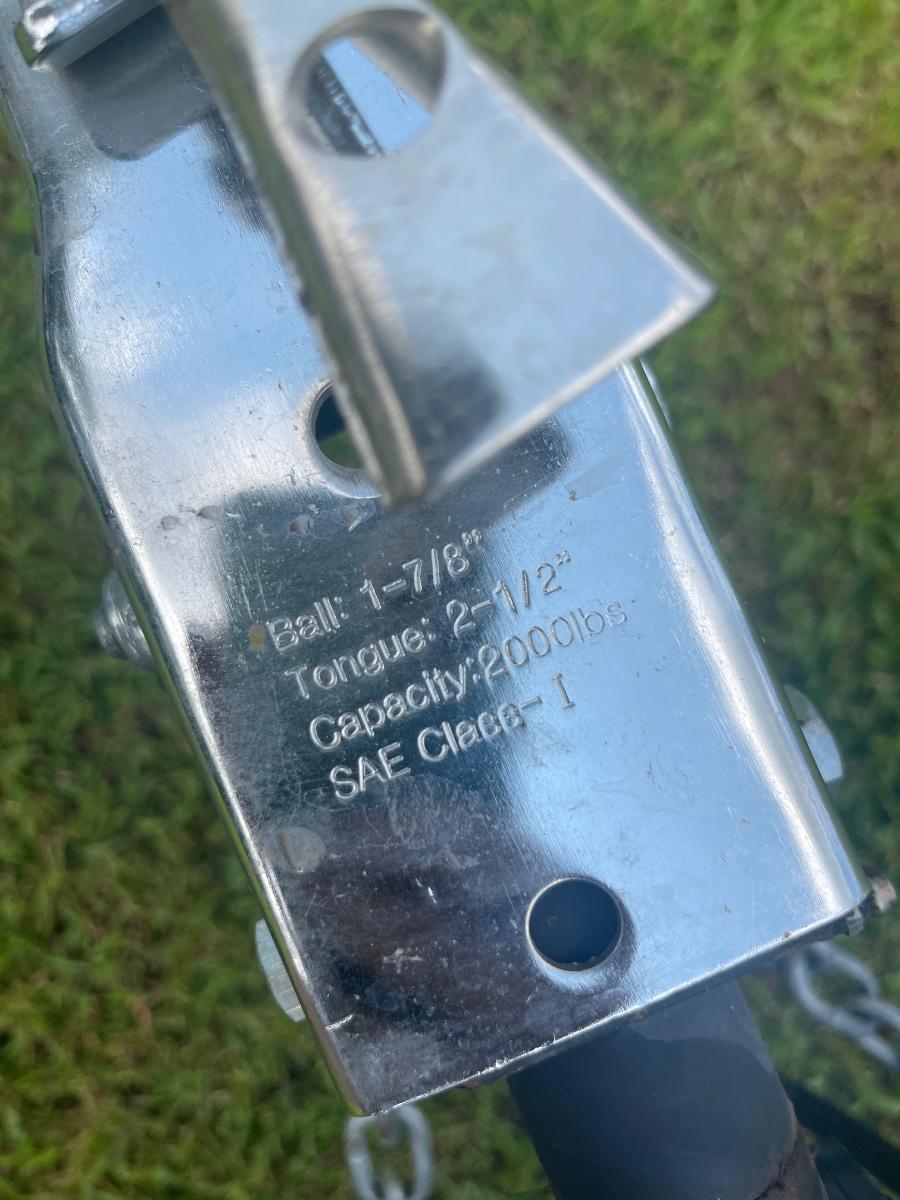 Ball: 1-7/8"
Tongue: 2-1/2"
Capacity:2000lbs
SAE Class- I